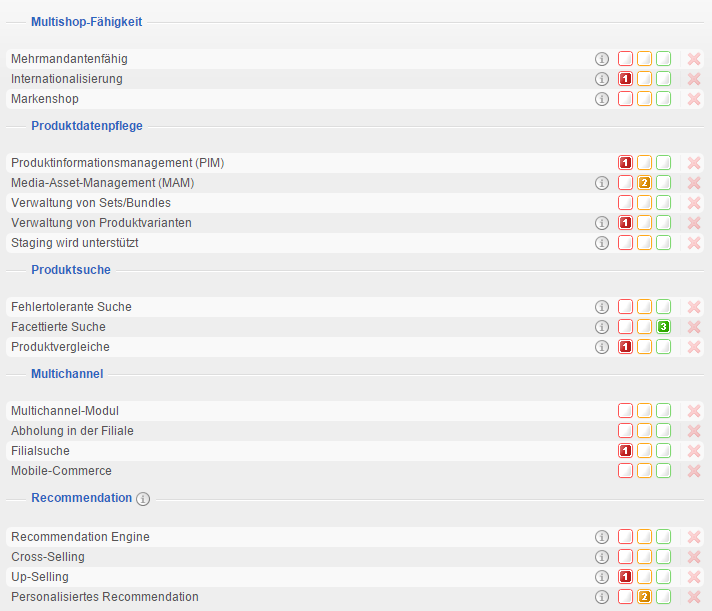 Multishop-Fähigkeit
Mehrmandantenfähig
Internationalisierung 1
Markenshop
Produktdatenpflege
Produktinformationsmanagement (PIM) 1
Media-Asset-Management (MAM) 2
Verwaltung von Sets/Bundles
Verwaltung von Produktvarianten 1
Staging wird unterstützt
Produktsuche
Fehlertolerante Suche
Facettierte Suche 3
Produktvergleiche 1
Multichannel
Multichannel-Modul
Abholung in der Filiale
Filialsuche 1
Mobile-Commerce
Recommendation
Recommendation Engine
Cross-Selling
Up-Selling 1
Personalisiertes Recommendation 2